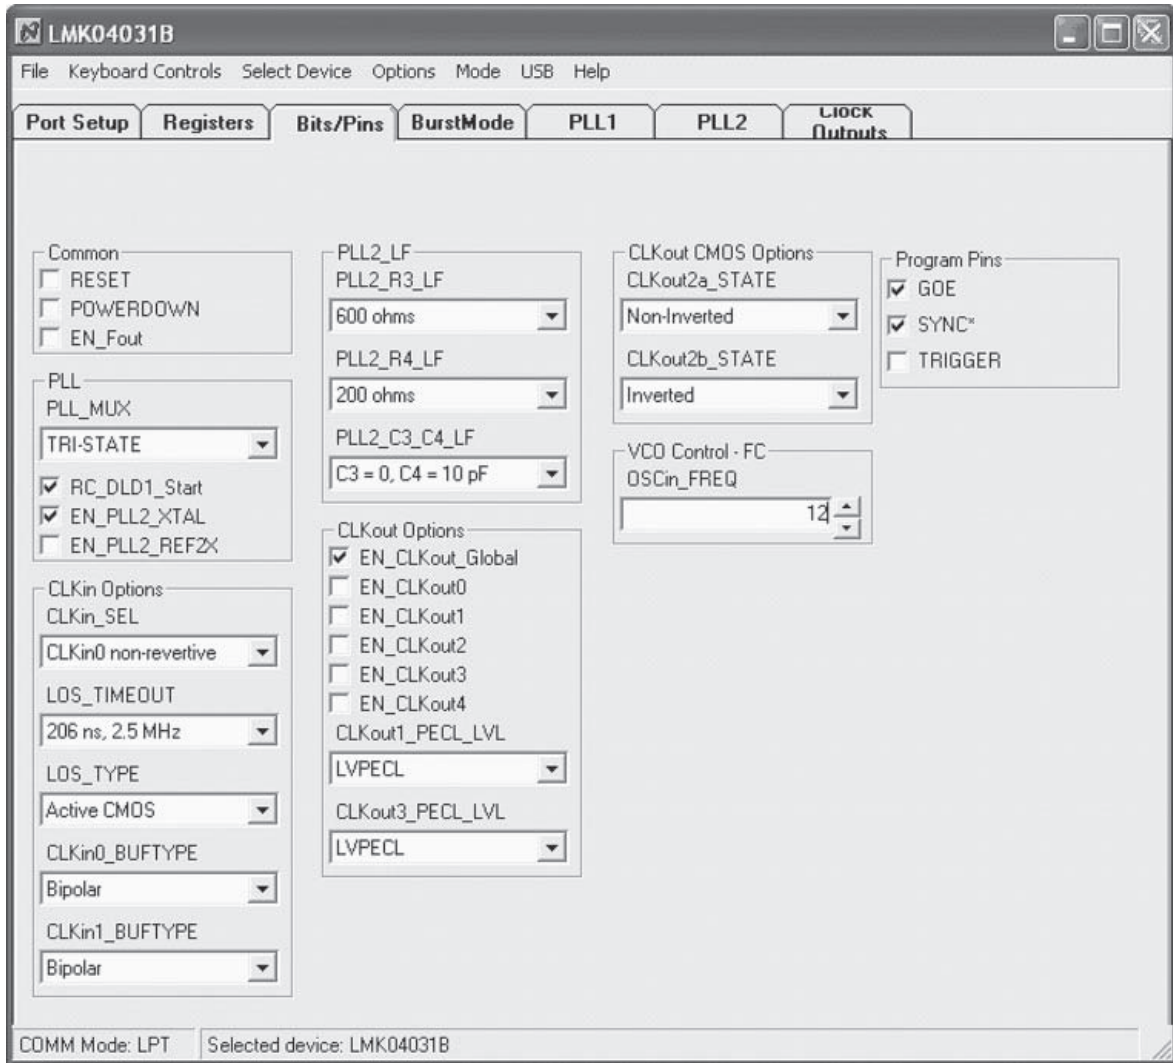 LMK04031B
File Keyboard Controls Select Device Options Mode USB Help
Port Setup Registers Bits/Pins BurstMode PLL1 PLL2 Clock Outputs
Common
RESET
POWERDOWN
EN_Fout
PLL
PLL_MUX
TRI-STATE
RC_DLD1_Start
EN_PLL2_XTAL
EN_PLL2_REF2X
CLKin Options
CLKin_SEL
CLKin0 non-revertive
LOS_TIMEOUT
206 ns, 2.5 MHz
LOS_TYPE
Active CMOS
CLKin0_BUFTYPE
Bipolar
CLKin1_BUFTYPE
Bipolar
PLL2_LF
PLL2_R3_LF
600 ohms
PLL2_R4_LF
200 ohms
PLL2_C3_C4_LF
C3 = 0, C4 = 10 pF
CLKout Options
EN_CLKout_Global
EN_CLKout0
EN_CLKout1
EN_CLKout2
EN_CLKout3
EN_CLKout4
CLKout1_PECL_LVL
LVPECL
CLKout3_PECL_LVL
LVPECL
CLKout CMOS Options
CLKout2a_STATE
Non-Inverted
CLKout2b_STATE
Inverted
VCO Control - FC
OSCin_FREQ
12
Program Pins
GOE
SYNC*
TRIGGER
COMM Mode: LPT Selected device: LMK04031B